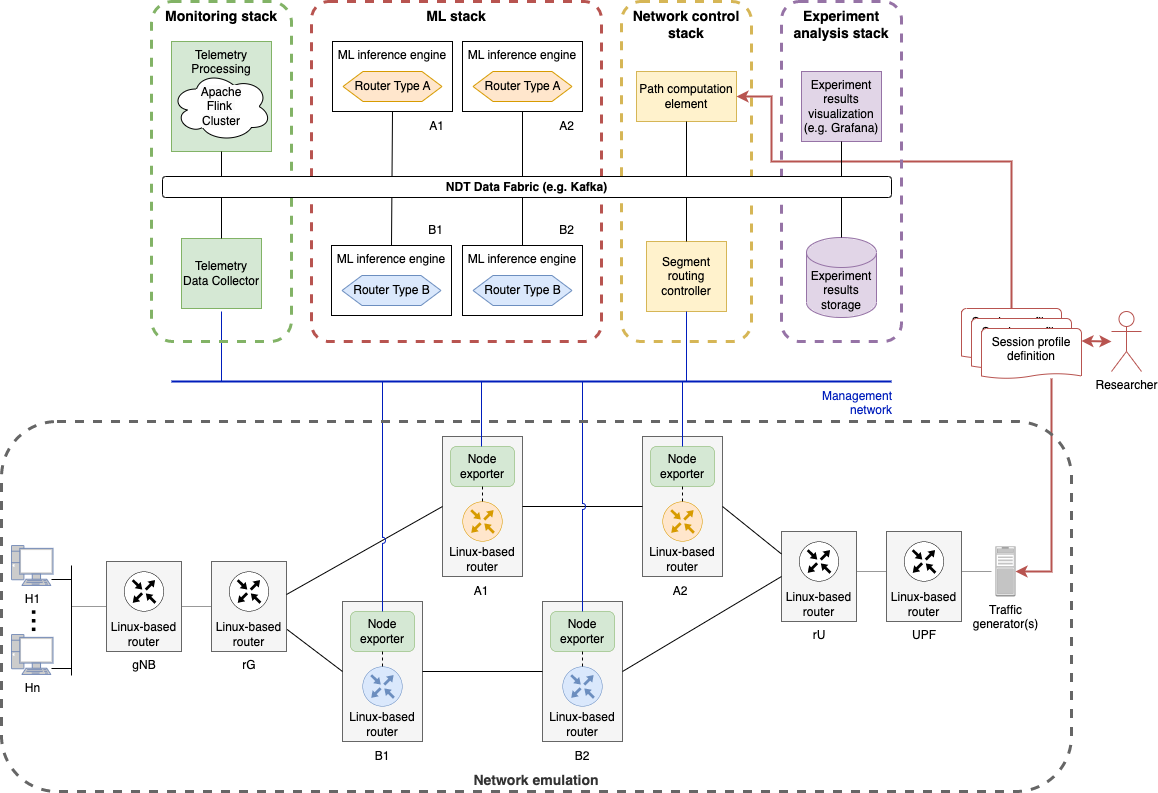 Monitoring stack
ML stack
Network control
stack
Experiment
analysis stack
Telemetry
Processing
Apache
Flink
Cluster
ML inference engine
Router Type A
A1
ML inference engine
Router Type A
A2
Path computation
element
Experiment
results
visualization
(e.g. Grafana)
NDT Data Fabric (e.g. Kafka)
Telemetry
Data Collector
B1
ML inference engine
Router Type B
B2
ML inference engine
Router Type B
Segment
routing
controller
Experiment
results
storage
Session profile
definition
Researcher
Management
network
Node
exporter
Linux-based
router
A1
Node
exporter
Linux-based
router
A2
H1
Hn
Linux-based
router
gNB
Linux-based
router
rG
Node
exporter
Linux-based
router
B1
Node
exporter
Linux-based
router
B2
Linux-based
router
rU
Linux-based
router
UPF
Traffic
generator(s)
Network emulation